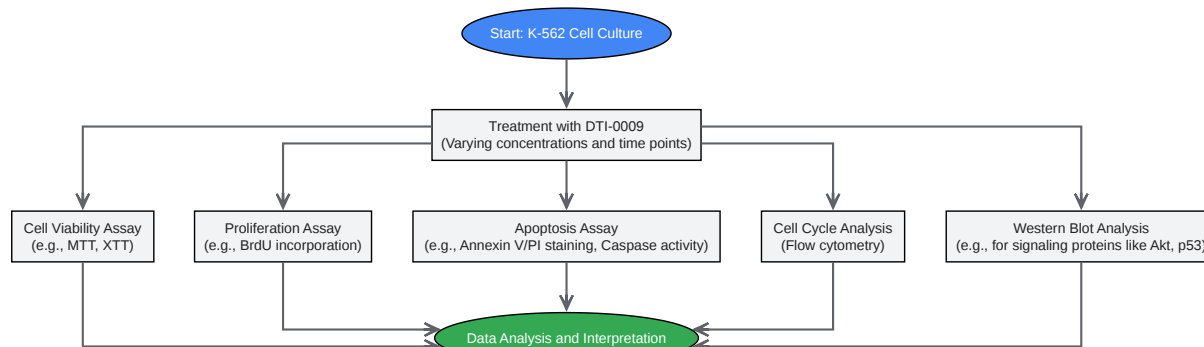 Start: K-562 Cell Culture
Treatment with DTI-0009
(Varying concentrations and time points)
Cell Viability Assay
(e.g., MTT, XTT)
Proliferation Assay
(e.g., BrdU incorporation)
Apoptosis Assay
(e.g., Annexin V/PI staining, Caspase activity)
Cell Cycle Analysis
(Flow cytometry)
Western Blot Analysis
(e.g., for signaling proteins like Akt, p53)
Data Analysis and Interpretation